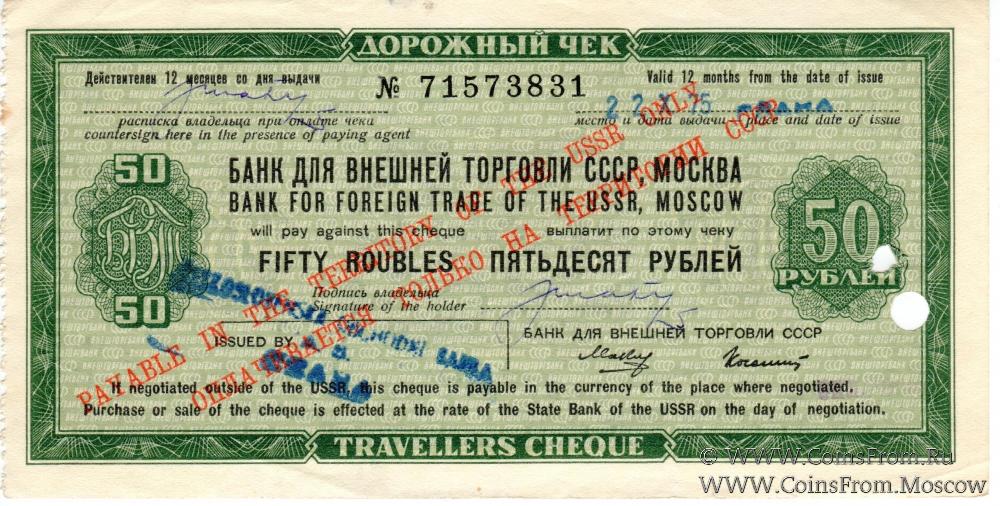 ДОРОЖНЫЙ ЧЕК
Действителен 12 месяцев со дня выдачи
№ 71573831
Valid 12 months from the date of issue
расписка владельца при оплате чека
countersign here in the presence of paying agent
место и дата выдачи place and date of issue
50
БАНК ДЛЯ ВНЕШНЕЙ ТОРГОВЛИ СССР, МОСКВА
BANK FOR FOREIGN TRADE OF THE USSR, MOSCOW
will pay against this cheque выплатит по этому чеку
FIFTY ROUBLES ПЯТЬДЕСЯТ РУБЛЕЙ
50
РУБЛЕЙ
50
Подпись владельца
Signature of the holder
PAYABLE IN THE TERRITORY OF THE USSR ONLY
ОПЛАЧИВАЕТСЯ ТОЛЬКО НА ТЕРРИТОРИИ СССР
ISSUED BY
БАНК ДЛЯ ВНЕШНЕЙ ТОРГОВЛИ СССР
If negotiated outside of the USSR, this cheque is payable in the currency of the place where negotiated.
Purchase or sale of the cheque is effected at the rate of the State Bank of the USSR on the day of negotiation.
TRAVELLERS CHEQUE
© WWW.CoinsFrom.Ru
WWW.CoinsFrom.Moscow